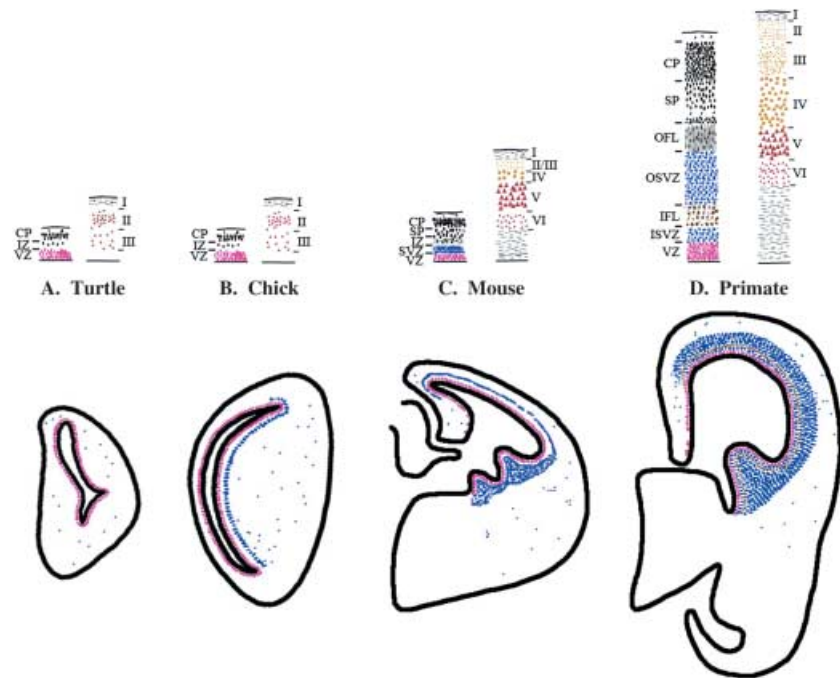 CP
IZ
VZ
I
II
III
A. Turtle
CP
IZ
VZ
I
II
III
B. Chick
CP
SP
IZ
SVZ
VZ
I
II/III
IV
V
VI
C. Mouse
CP
SP
OFL
OSVZ
IFL
ISVZ
VZ
I
II
III
IV
V
VI
D. Primate